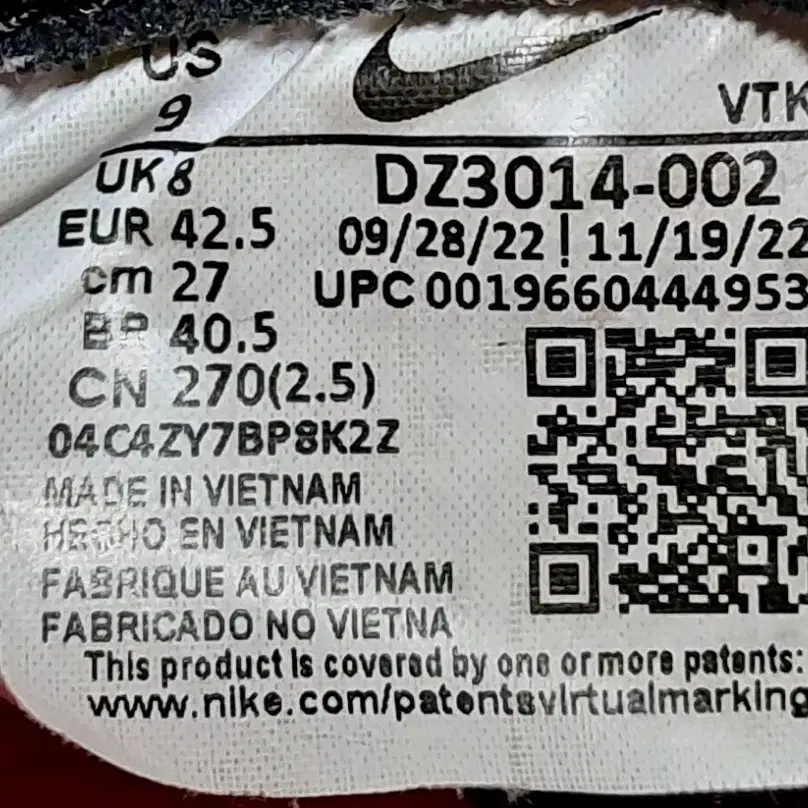 US
9
VTK
UK 8
DZ3014-002
EUR 42.5
09/28/22 | 11/19/22
cm 27
UPC 0019660444953
BR 40.5
CN 270(2.5)
04C4ZY7BP8K2Z
MADE IN VIETNAM
HECHO EN VIETNAM
FABRIQUE AU VIETNAM
FABRICADO NO VIETNA
This product is covered by one or more patents:
www.nike.com/patentsvirtualmarking